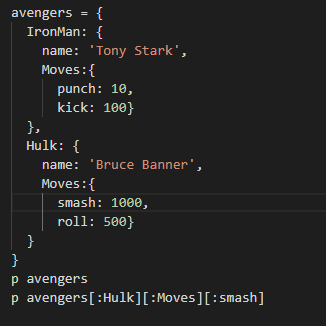 avengers = {
  IronMan: {
    name: 'Tony Stark',
    Moves:{
      punch: 10,
      kick: 100}
  },
  Hulk: {
    name: 'Bruce Banner',
    Moves:{
      smash: 1000,
      roll: 500}
  }
}
p avengers
p avengers[:Hulk][:Moves][:smash]